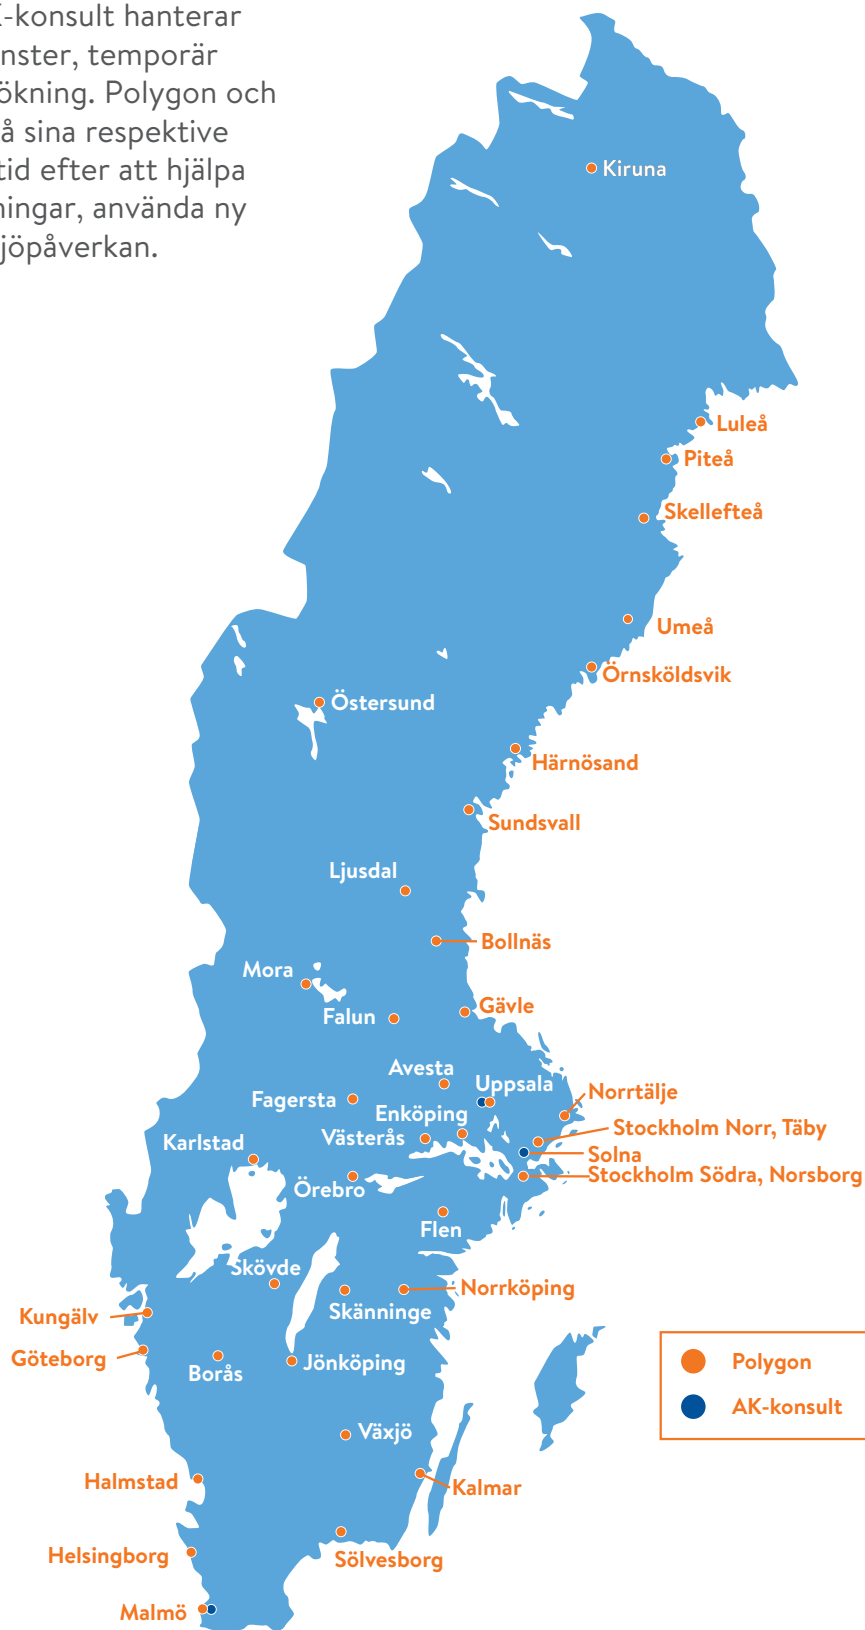 K-konsult hanterar
nster, temporär
ökning. Polygon och
å sina respektive
tid efter att hjälpa
ningar, använda ny
jöpåverkan.
Kiruna
Luleå
Piteå
Skellefteå
Umeå
Örnsköldsvik
Östersund
Härnösand
Sundsvall
Ljusdal
Bollnäs
Mora
Gävle
Falun
Avesta
Uppsala
Norrtälje
Fagersta
Enköping
Stockholm Norr, Täby
Västerås
Karlstad
Solna
Stockholm Södra, Norsborg
Örebro
Flen
Skövde
Norrköping
Skänninge
Kungälv
Göteborg
Borås
Jönköping
Polygon
AK-konsult
Växjö
Halmstad
Kalmar
Helsingborg
Sölvesborg
Malmö